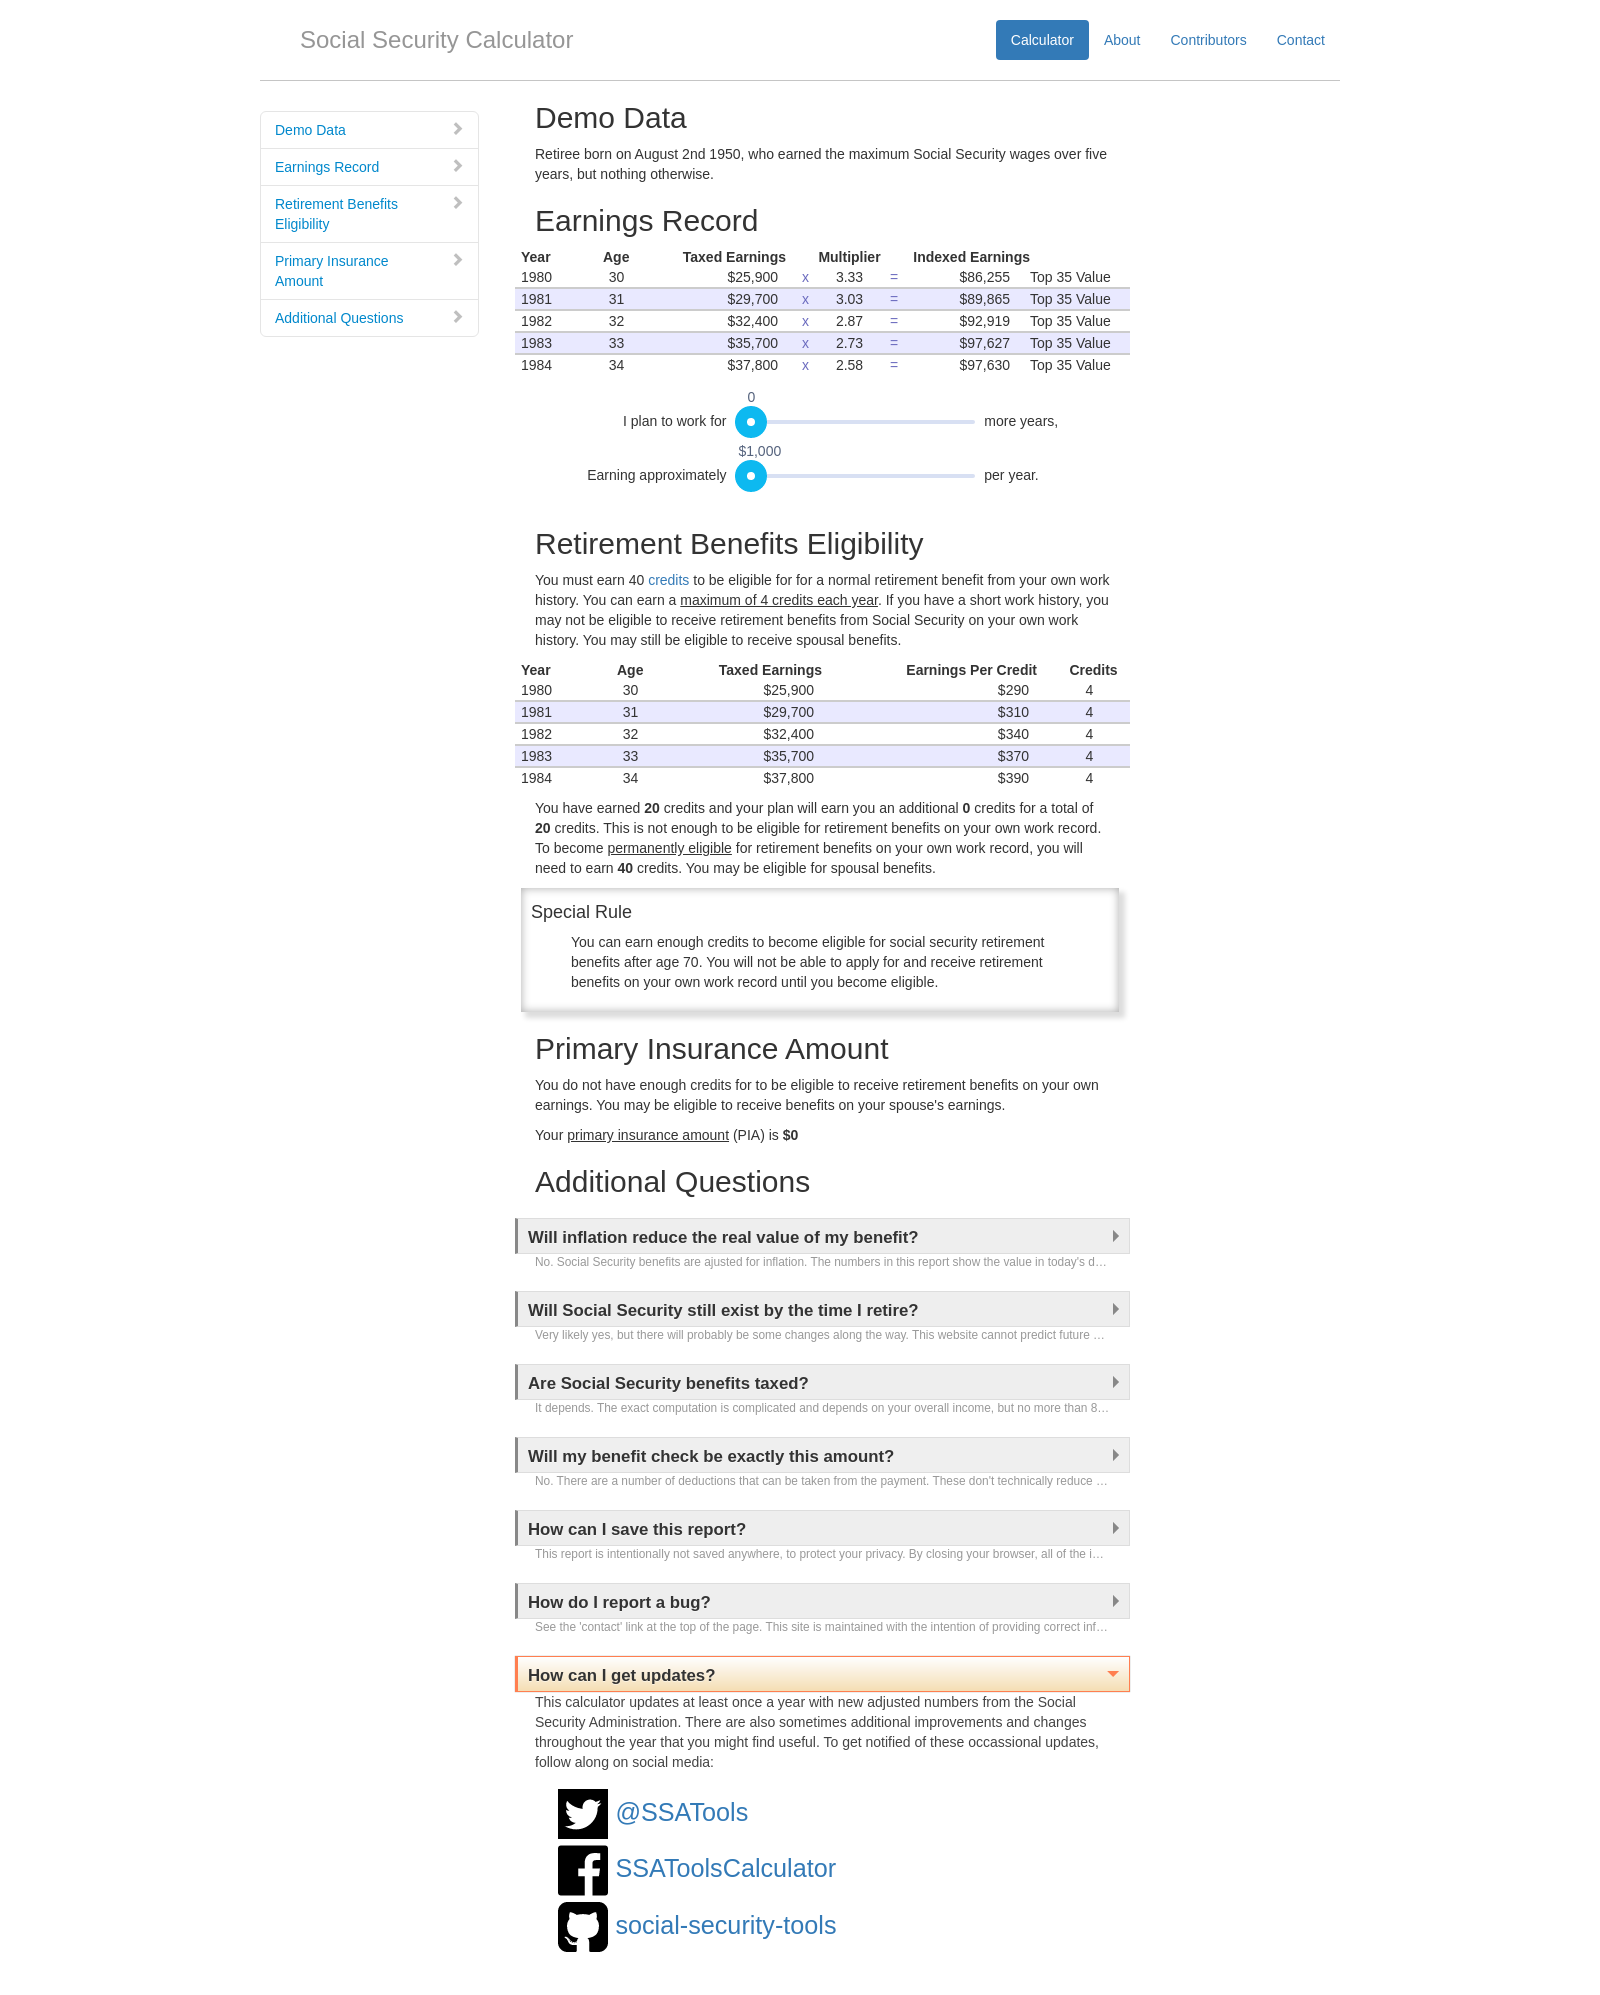 Social Security Calculator
Calculator About Contributors Contact
Demo Data
Earnings Record
Retirement Benefits
Eligibility
Primary Insurance
Amount
Additional Questions
Demo Data
Retiree born on August 2nd 1950, who earned the maximum Social Security wages over five
years, but nothing otherwise.
Earnings Record
Year Age Taxed Earnings Multiplier Indexed Earnings
1980 30 $25,900 x 3.33 = $86,255 Top 35 Value
1981 31 $29,700 x 3.03 = $89,865 Top 35 Value
1982 32 $32,400 x 2.87 = $92,919 Top 35 Value
1983 33 $35,700 x 2.73 = $97,627 Top 35 Value
1984 34 $37,800 x 2.58 = $97,630 Top 35 Value
0
I plan to work for more years,
$1,000
Earning approximately per year.
Retirement Benefits Eligibility
You must earn 40 credits to be eligible for for a normal retirement benefit from your own work
history. You can earn a maximum of 4 credits each year. If you have a short work history, you
may not be eligible to receive retirement benefits from Social Security on your own work
history. You may still be eligible to receive spousal benefits.
Year Age Taxed Earnings Earnings Per Credit Credits
1980 30 $25,900 $290 4
1981 31 $29,700 $310 4
1982 32 $32,400 $340 4
1983 33 $35,700 $370 4
1984 34 $37,800 $390 4
You have earned 20 credits and your plan will earn you an additional 0 credits for a total of
20 credits. This is not enough to be eligible for retirement benefits on your own work record.
To become permanently eligible for retirement benefits on your own work record, you will
need to earn 40 credits. You may be eligible for spousal benefits.
Special Rule
You can earn enough credits to become eligible for social security retirement
benefits after age 70. You will not be able to apply for and receive retirement
benefits on your own work record until you become eligible.
Primary Insurance Amount
You do not have enough credits for to be eligible to receive retirement benefits on your own
earnings. You may be eligible to receive benefits on your spouse's earnings.
Your primary insurance amount (PIA) is $0
Additional Questions
Will inflation reduce the real value of my benefit?
No. Social Security benefits are ajusted for inflation. The numbers in this report show the value in today's d…
Will Social Security still exist by the time I retire?
Very likely yes, but there will probably be some changes along the way. This website cannot predict future …
Are Social Security benefits taxed?
It depends. The exact computation is complicated and depends on your overall income, but no more than 8…
Will my benefit check be exactly this amount?
No. There are a number of deductions that can be taken from the payment. These don't technically reduce …
How can I save this report?
This report is intentionally not saved anywhere, to protect your privacy. By closing your browser, all of the i…
How do I report a bug?
See the 'contact' link at the top of the page. This site is maintained with the intention of providing correct inf…
How can I get updates?
This calculator updates at least once a year with new adjusted numbers from the Social
Security Administration. There are also sometimes additional improvements and changes
throughout the year that you might find useful. To get notified of these occassional updates,
follow along on social media:
@SSATools
SSAToolsCalculator
social-security-tools